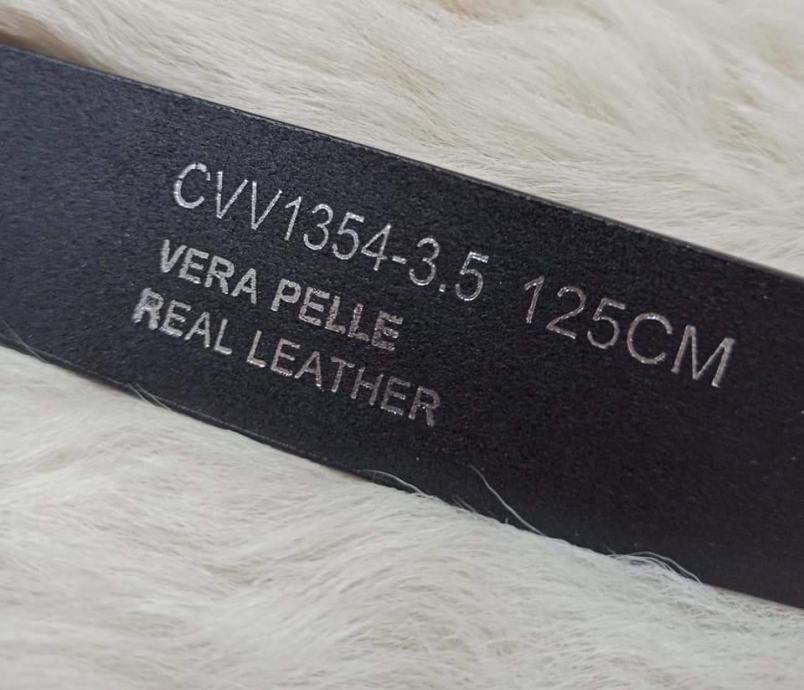 CVV1354-3.5 125CM
VERA PELLE
REAL LEATHER